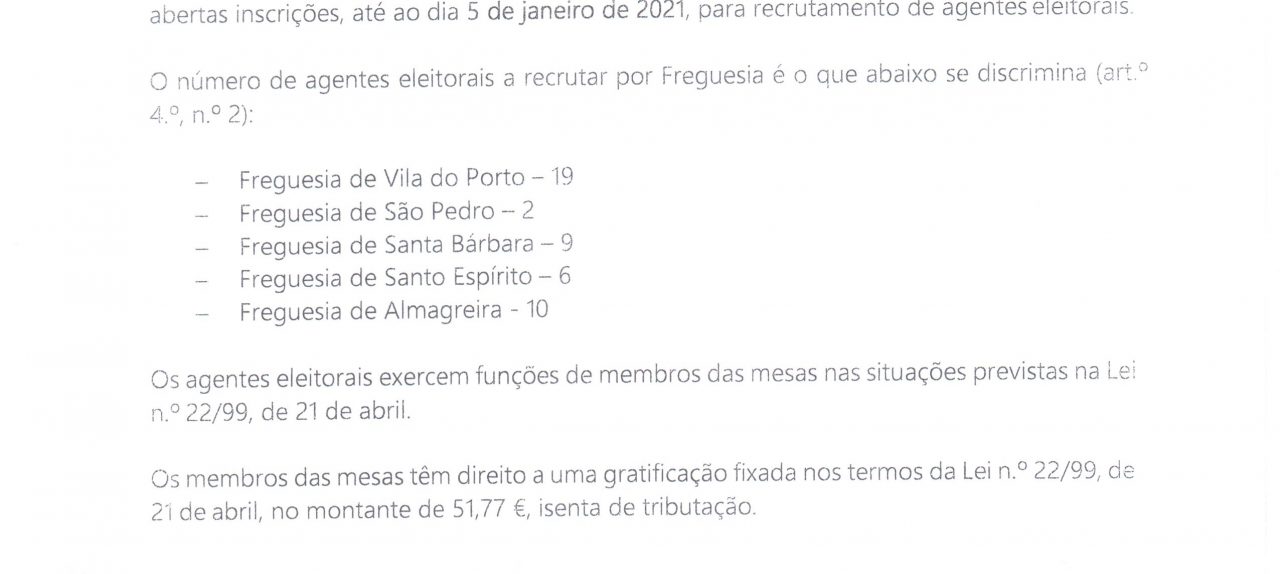 abertas inscrições, até ao dia 5 de janeiro de 2021, para recrutamento de agentes eleitorais.
O número de agentes eleitorais a recrutar por Freguesia é o que abaixo se discrimina (art.º
4.º, n.º 2):
– Freguesia de Vila do Porto – 19
– Freguesia de São Pedro – 2
– Freguesia de Santa Bárbara – 9
– Freguesia de Santo Espírito – 6
– Freguesia de Almagreira - 10
Os agentes eleitorais exercem funções de membros das mesas nas situações previstas na Lei
n.º 22/99, de 21 de abril.
Os membros das mesas têm direito a uma gratificação fixada nos termos da Lei n.º 22/99, de
21 de abril, no montante de 51,77 €, isenta de tributação.